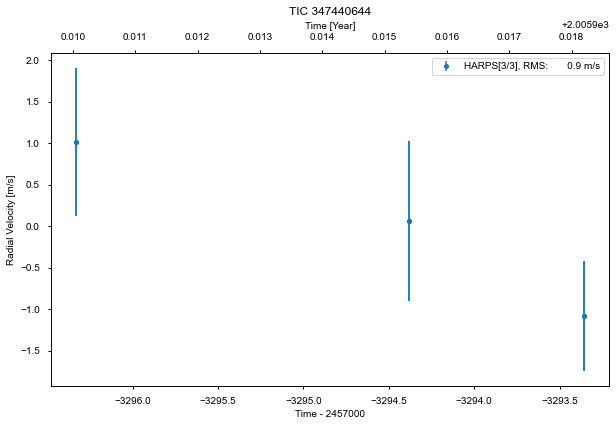 TIC 347440644
Time [Year]
+2.0059e3
0.010 0.011 0.012 0.013 0.014 0.015 0.016 0.017 0.018
HARPS[3/3], RMS: 0.9 m/s
2.0
1.5
1.0
0.5
0.0
−0.5
−1.0
−1.5
Radial Velocity [m/s]
−3296.0 −3295.5 −3295.0 −3294.5 −3294.0 −3293.5
Time - 2457000